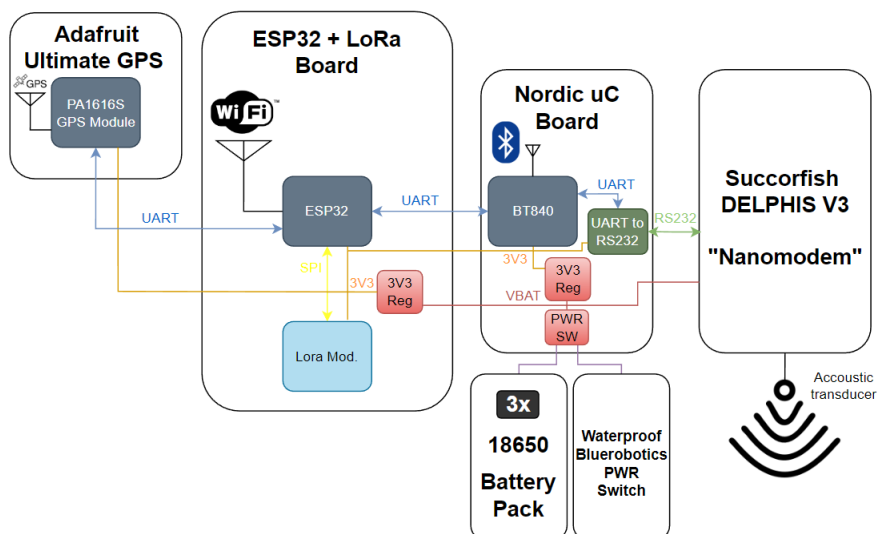 Adafruit
Ultimate GPS
GPS
PA1616S
GPS Module
UART
ESP32 + LoRa
Board
WiFi™
ESP32
UART
SPI
3V3
3V3
Reg
Lora Mod.
Nordic uC
Board
BT840
UART
UART to
RS232
RS232
3V3
3V3
Reg
VBAT
PWR
SW
Succorfish
DELPHIS V3
"Nanomodem"
Accoustic
transducer
3x
18650
Battery
Pack
Waterproof
Bluerobotics
PWR
Switch